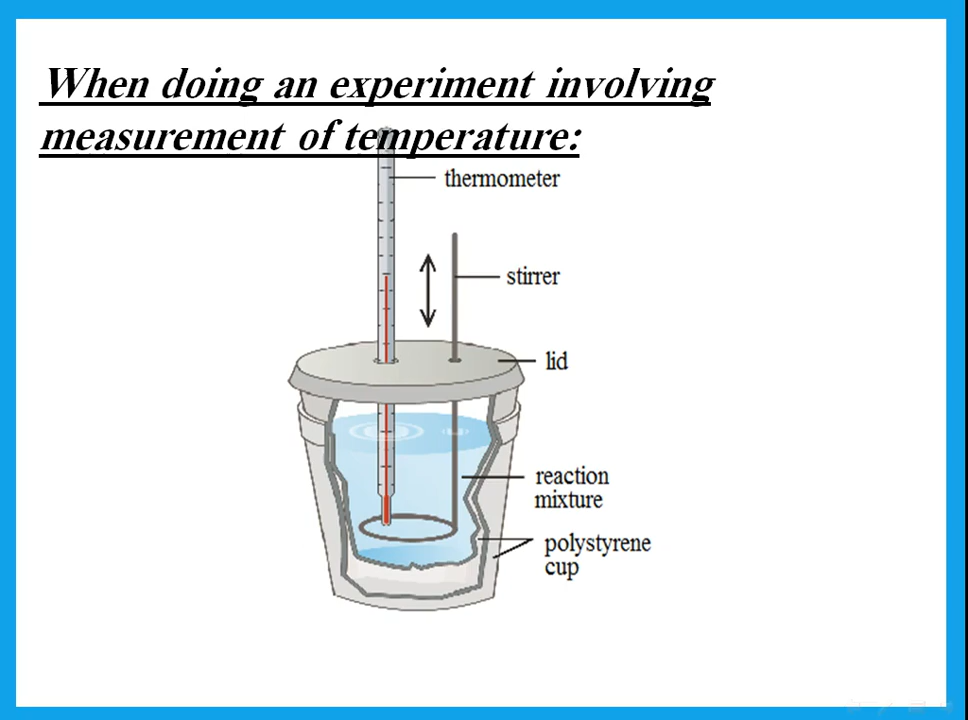 When doing an experiment involving
measurement of temperature:
thermometer
stirrer
lid
reaction
mixture
polystyrene
cup